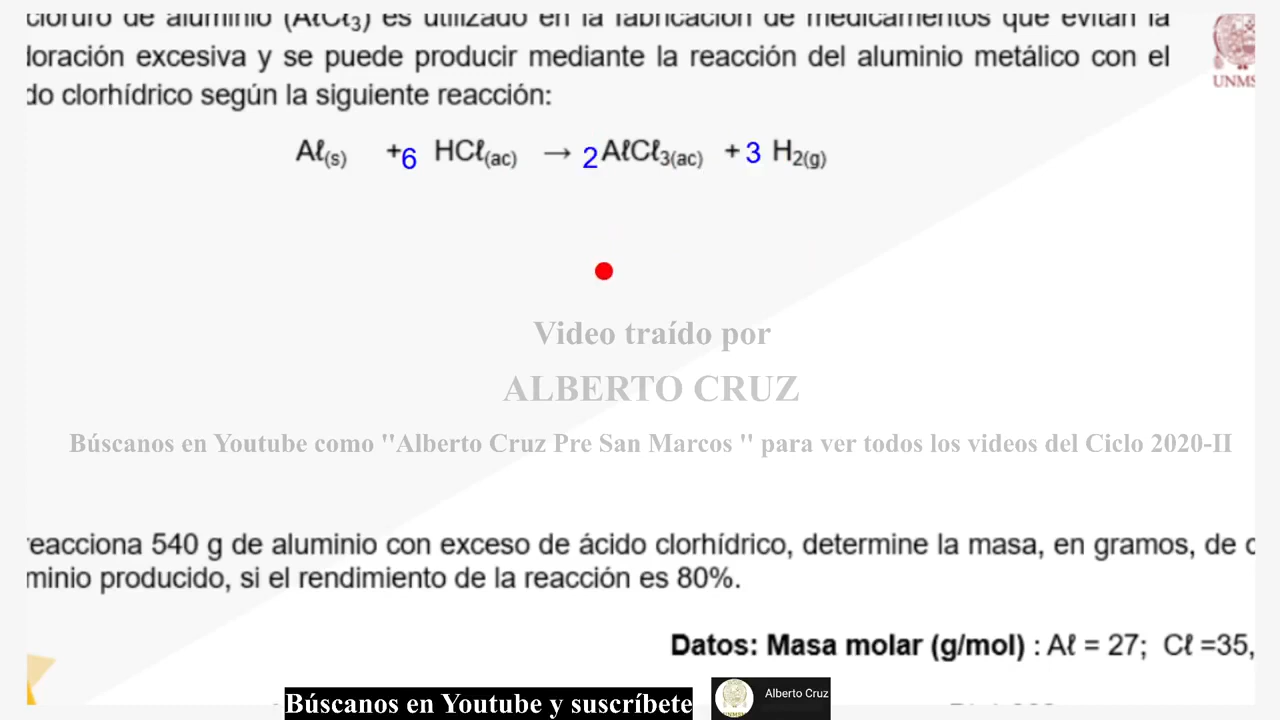 cloruro de aluminio (AℓCℓ₃) es utilizado en la fabricación de medicamentos que evitan la
loración excesiva y se puede producir mediante la reacción del aluminio metálico con el
do clorhídrico según la siguiente reacción:
UNMS
Aℓ(s) +6 HCℓ(ac) → 2 AℓCℓ3(ac) + 3 H2(g)
Video traído por
ALBERTO CRUZ
Búscanos en Youtube como "Alberto Cruz Pre San Marcos " para ver todos los videos del Ciclo 2020-II
reacciona 540 g de aluminio con exceso de ácido clorhídrico, determine la masa, en gramos, de c
minio producido, si el rendimiento de la reacción es 80%.
Datos: Masa molar (g/mol) : Aℓ = 27; Cℓ =35,
Búscanos en Youtube y suscríbete
Alberto Cruz